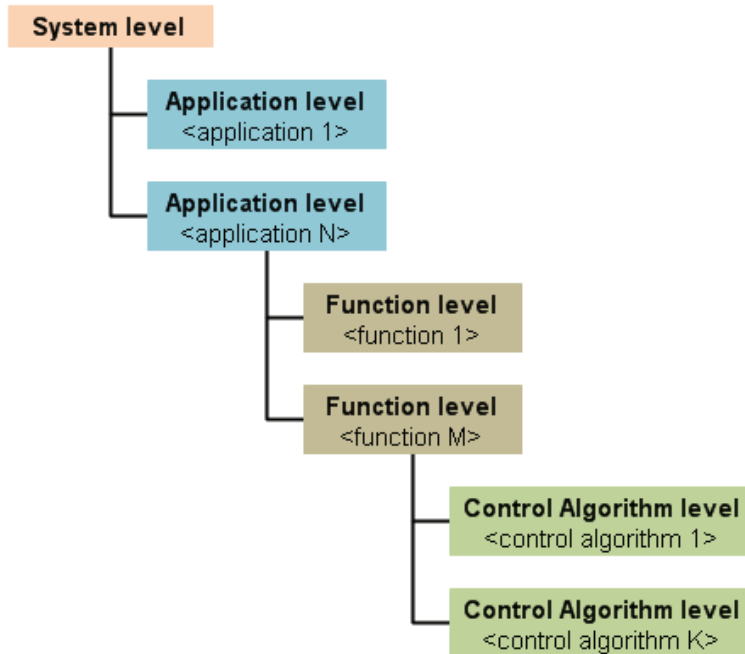 System level
Application level
<application 1>
Application level
<application N>
Function level
<function 1>
Function level
<function M>
Control Algorithm level
<control algorithm 1>
Control Algorithm level
<control algorithm K>